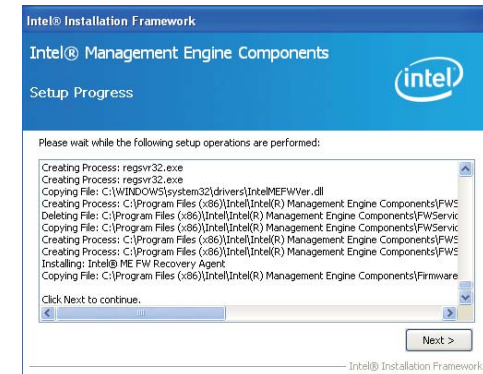 Intel® Installation Framework
Intel® Management Engine Components
Setup Progress
intel
Please wait while the following setup operations are performed:
Creating Process: regsvr32.exe
Creating Process: regsvr32.exe
Copying File: C:\WINDOWS\system32\drivers\IntelMEFWVer.dll
Creating Process: C:\Program Files (x86)\Intel\Intel(R) Management Engine Components\FWS
Deleting File: C:\Program Files (x86)\Intel\Intel(R) Management Engine Components\FWServic
Copying File: C:\Program Files (x86)\Intel\Intel(R) Management Engine Components\FWServic
Creating Process: C:\Program Files (x86)\Intel\Intel(R) Management Engine Components\FWS
Creating Process: C:\Program Files (x86)\Intel\Intel(R) Management Engine Components\FWS
Installing: Intel® ME FW Recovery Agent
Copying File: C:\Program Files (x86)\Intel\Intel(R) Management Engine Components\Firmware
Click Next to continue.
Next >
Intel® Installation Framework